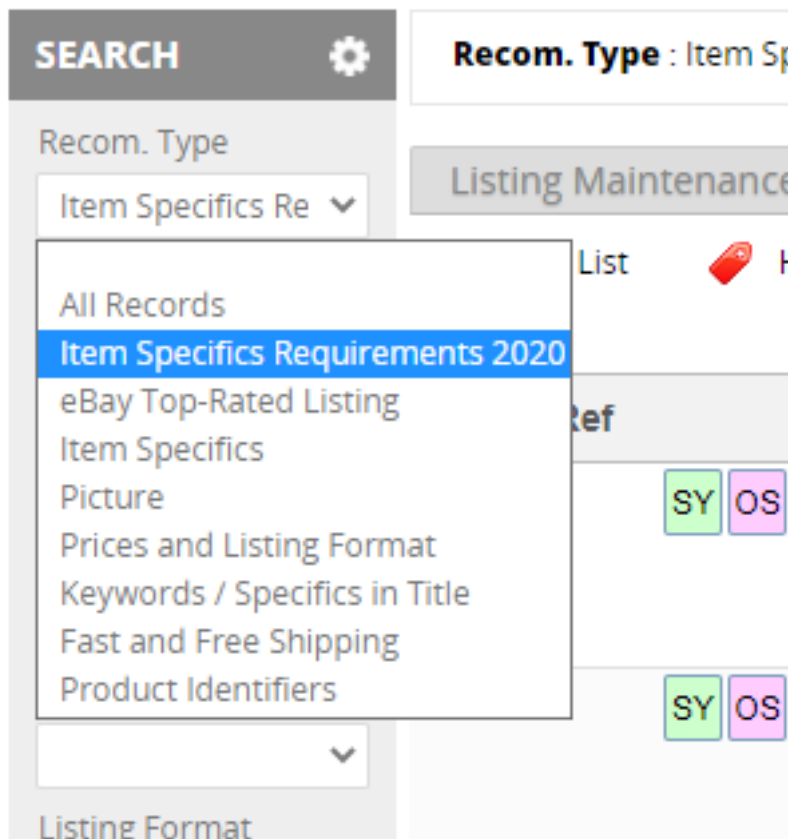 SEARCH
Recom. Type : Item
Recom. Type
Listing Maintenance
Item Specifics Re
List
All Records
Item Specifics Requirements 2020
eBay Top-Rated Listing
Ref
Item Specifics
Picture
SY OS
Prices and Listing Format
Keywords / Specifics in Title
Fast and Free Shipping
Product Identifiers
SY OS
Listing Format